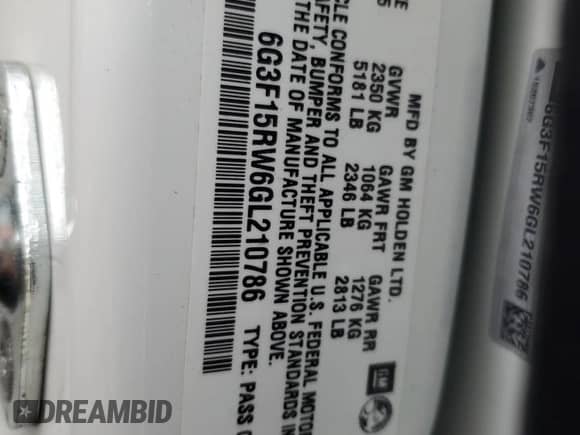 MFD BY GM HOLDEN LTD.
GVWR GAWR FRT GAWR RR
2350 KG 1064 KG 1276 KG
5181 LB 2346 LB 2813 LB
CLE CONFORMS TO ALL APPLICABLE U.S. FEDERAL MOTOR
AFETY, BUMPER AND THEFT PREVENTION STANDARDS IN
THE DATE OF MANUFACTURE SHOWN ABOVE.
6G3F15RW6GL210786 TYPE: PASS
GM
6G3F15RW6GL210786
DREAMBID